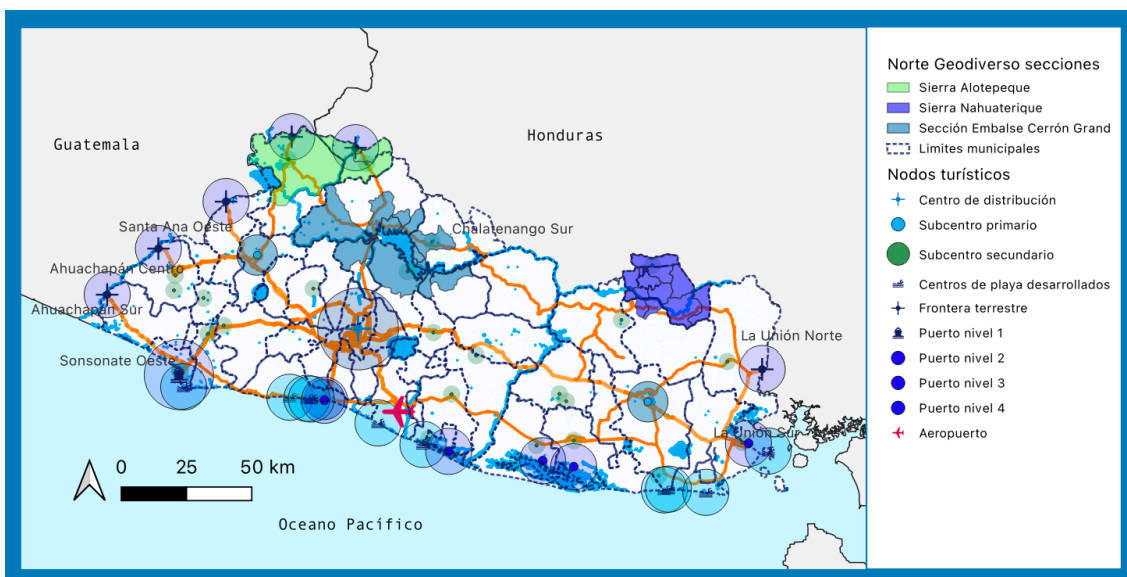 Guatemala
Honduras
Santa Ana Oeste
Chalatenango Sur
Ahuachapán Centro
Ahuachapán Sur
Sonsonate Oeste
La Unión Norte
La Unión Sur
0 25 50 km
Oceano Pacífico
Norte Geodiverso secciones
Sierra Alotepeque
Sierra Nahuaterique
Sección Embalse Cerrón Grand
Limites municipales
Nodos turísticos
Centro de distribución
Subcentro primario
Subcentro secundario
Centros de playa desarrollados
Frontera terrestre
Puerto nivel 1
Puerto nivel 2
Puerto nivel 3
Puerto nivel 4
Aeropuerto